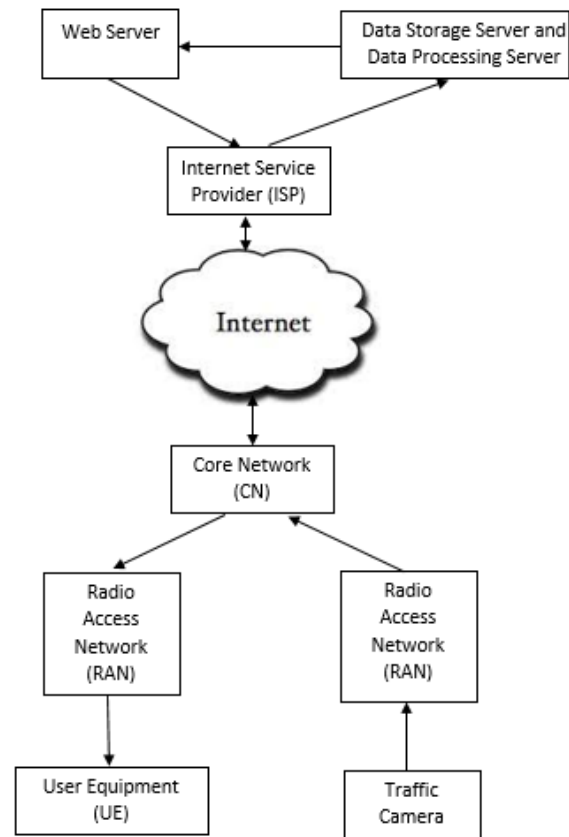 Web Server
Data Storage Server and
Data Processing Server
Internet Service
Provider (ISP)
Internet
Core Network
(CN)
Radio
Access
Network
(RAN)
Radio
Access
Network
(RAN)
User Equipment
(UE)
Traffic
Camera